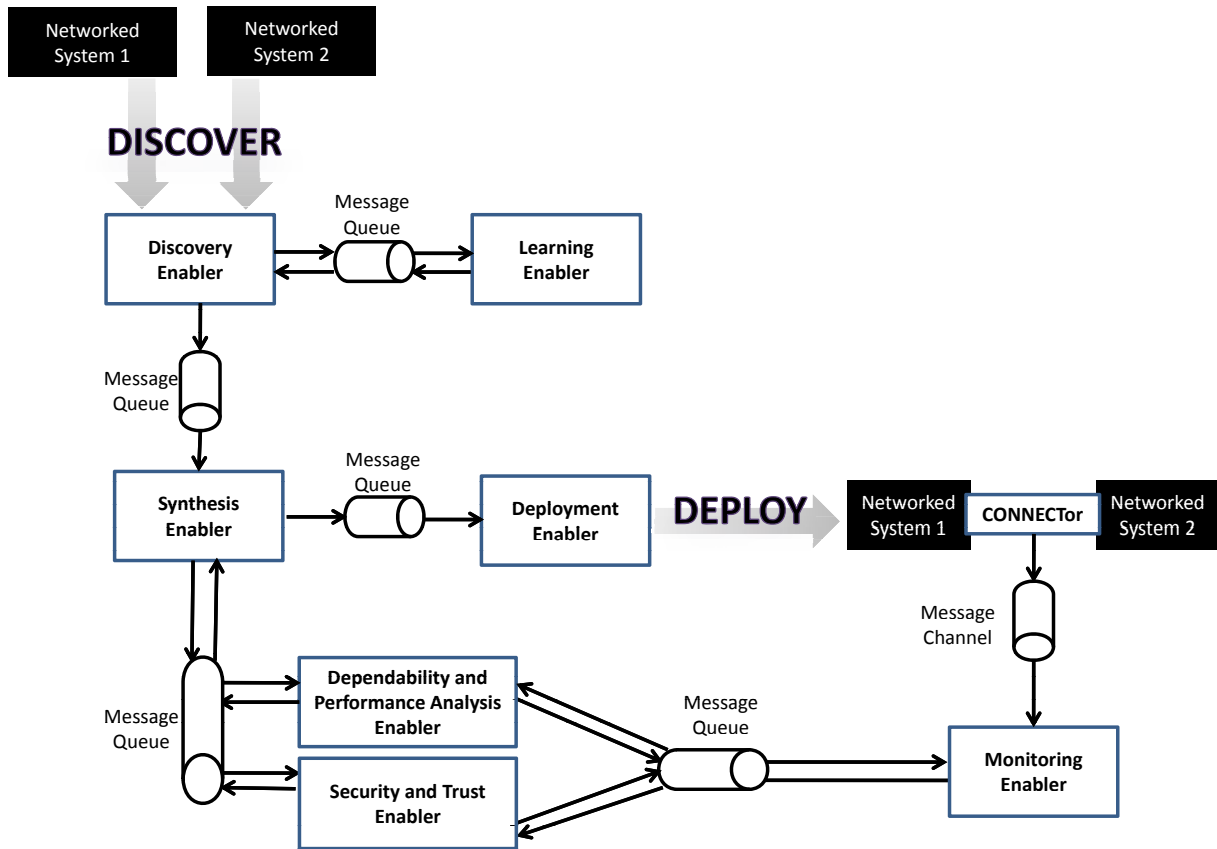 Networked
System 1
Networked
System 2
DISCOVER
Message
Queue
Discovery
Enabler
Learning
Enabler
Message
Queue
Message
Queue
Synthesis
Enabler
Deployment
Enabler
DEPLOY
Networked
System 1
CONNECTor
Networked
System 2
Message
Channel
Dependability and
Performance Analysis
Enabler
Message
Queue
Message
Queue
Security and Trust
Enabler
Monitoring
Enabler